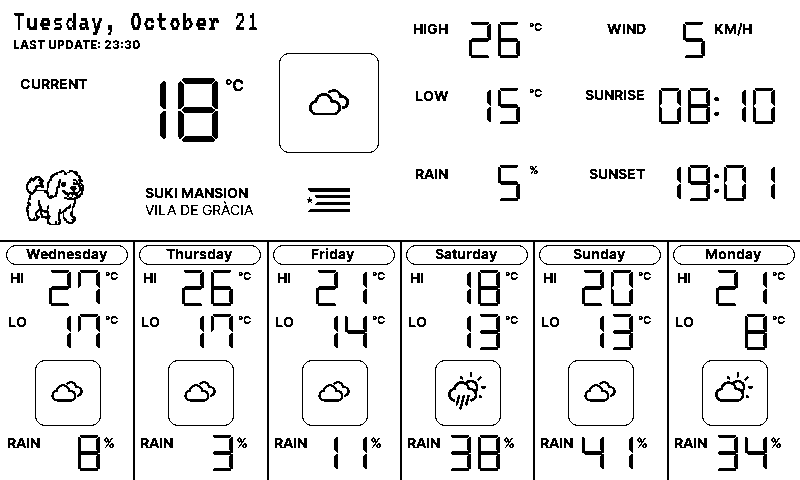 Tuesday, October 21
LAST UPDATE: 23:30
CURRENT 18 °C
HIGH 26 °C
LOW 15 °C
RAIN 5 %
WIND 5 KM/H
SUNRISE 08:10
SUNSET 19:01
SUKI MANSION
VILA DE GRÀCIA
Wednesday
HI 27 °C
LO 17 °C
RAIN 8 %
Thursday
HI 26 °C
LO 17 °C
RAIN 3 %
Friday
HI 21 °C
LO 14 °C
RAIN 11 %
Saturday
HI 18 °C
LO 13 °C
RAIN 38 %
Sunday
HI 20 °C
LO 13 °C
RAIN 41 %
Monday
HI 21 °C
LO 8 °C
RAIN 34 %